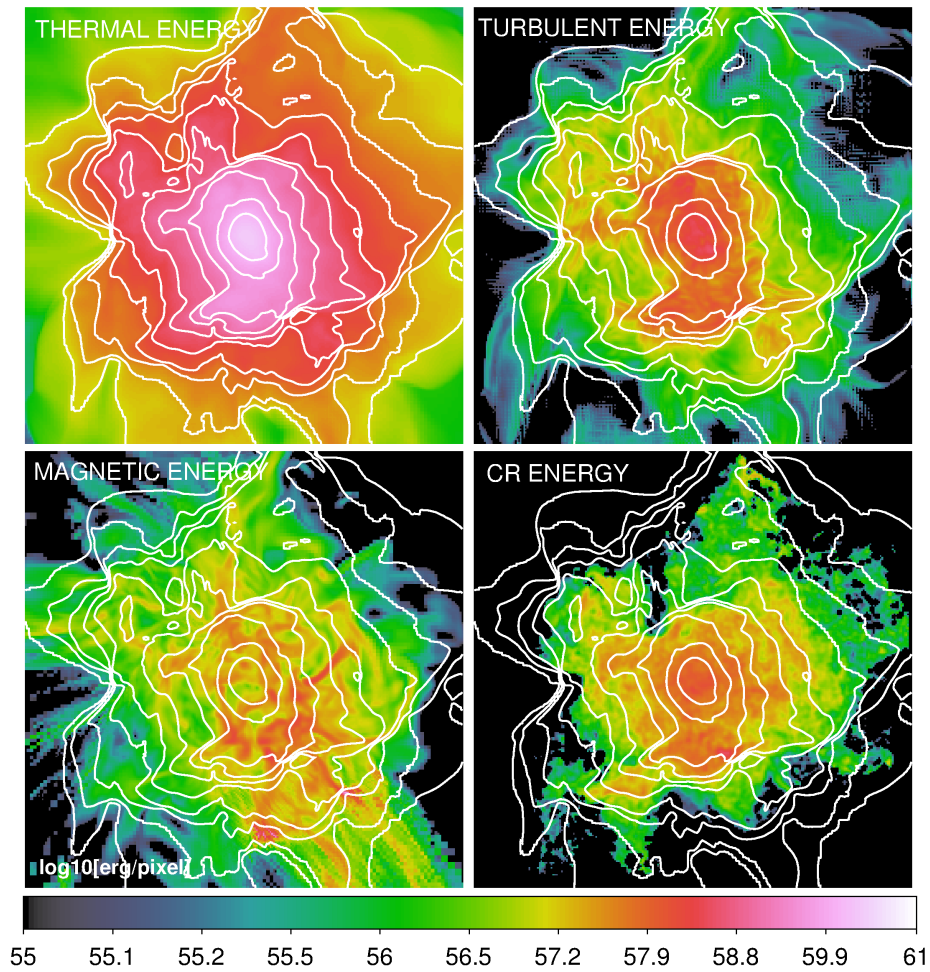 THERMAL ENERGY
TURBULENT ENERGY
MAGNETIC ENERGY
CR ENERGY
log10[erg/pixel]
55 55.1 55.2 55.5 56 56.5 57.2 57.9 58.8 59.9 61